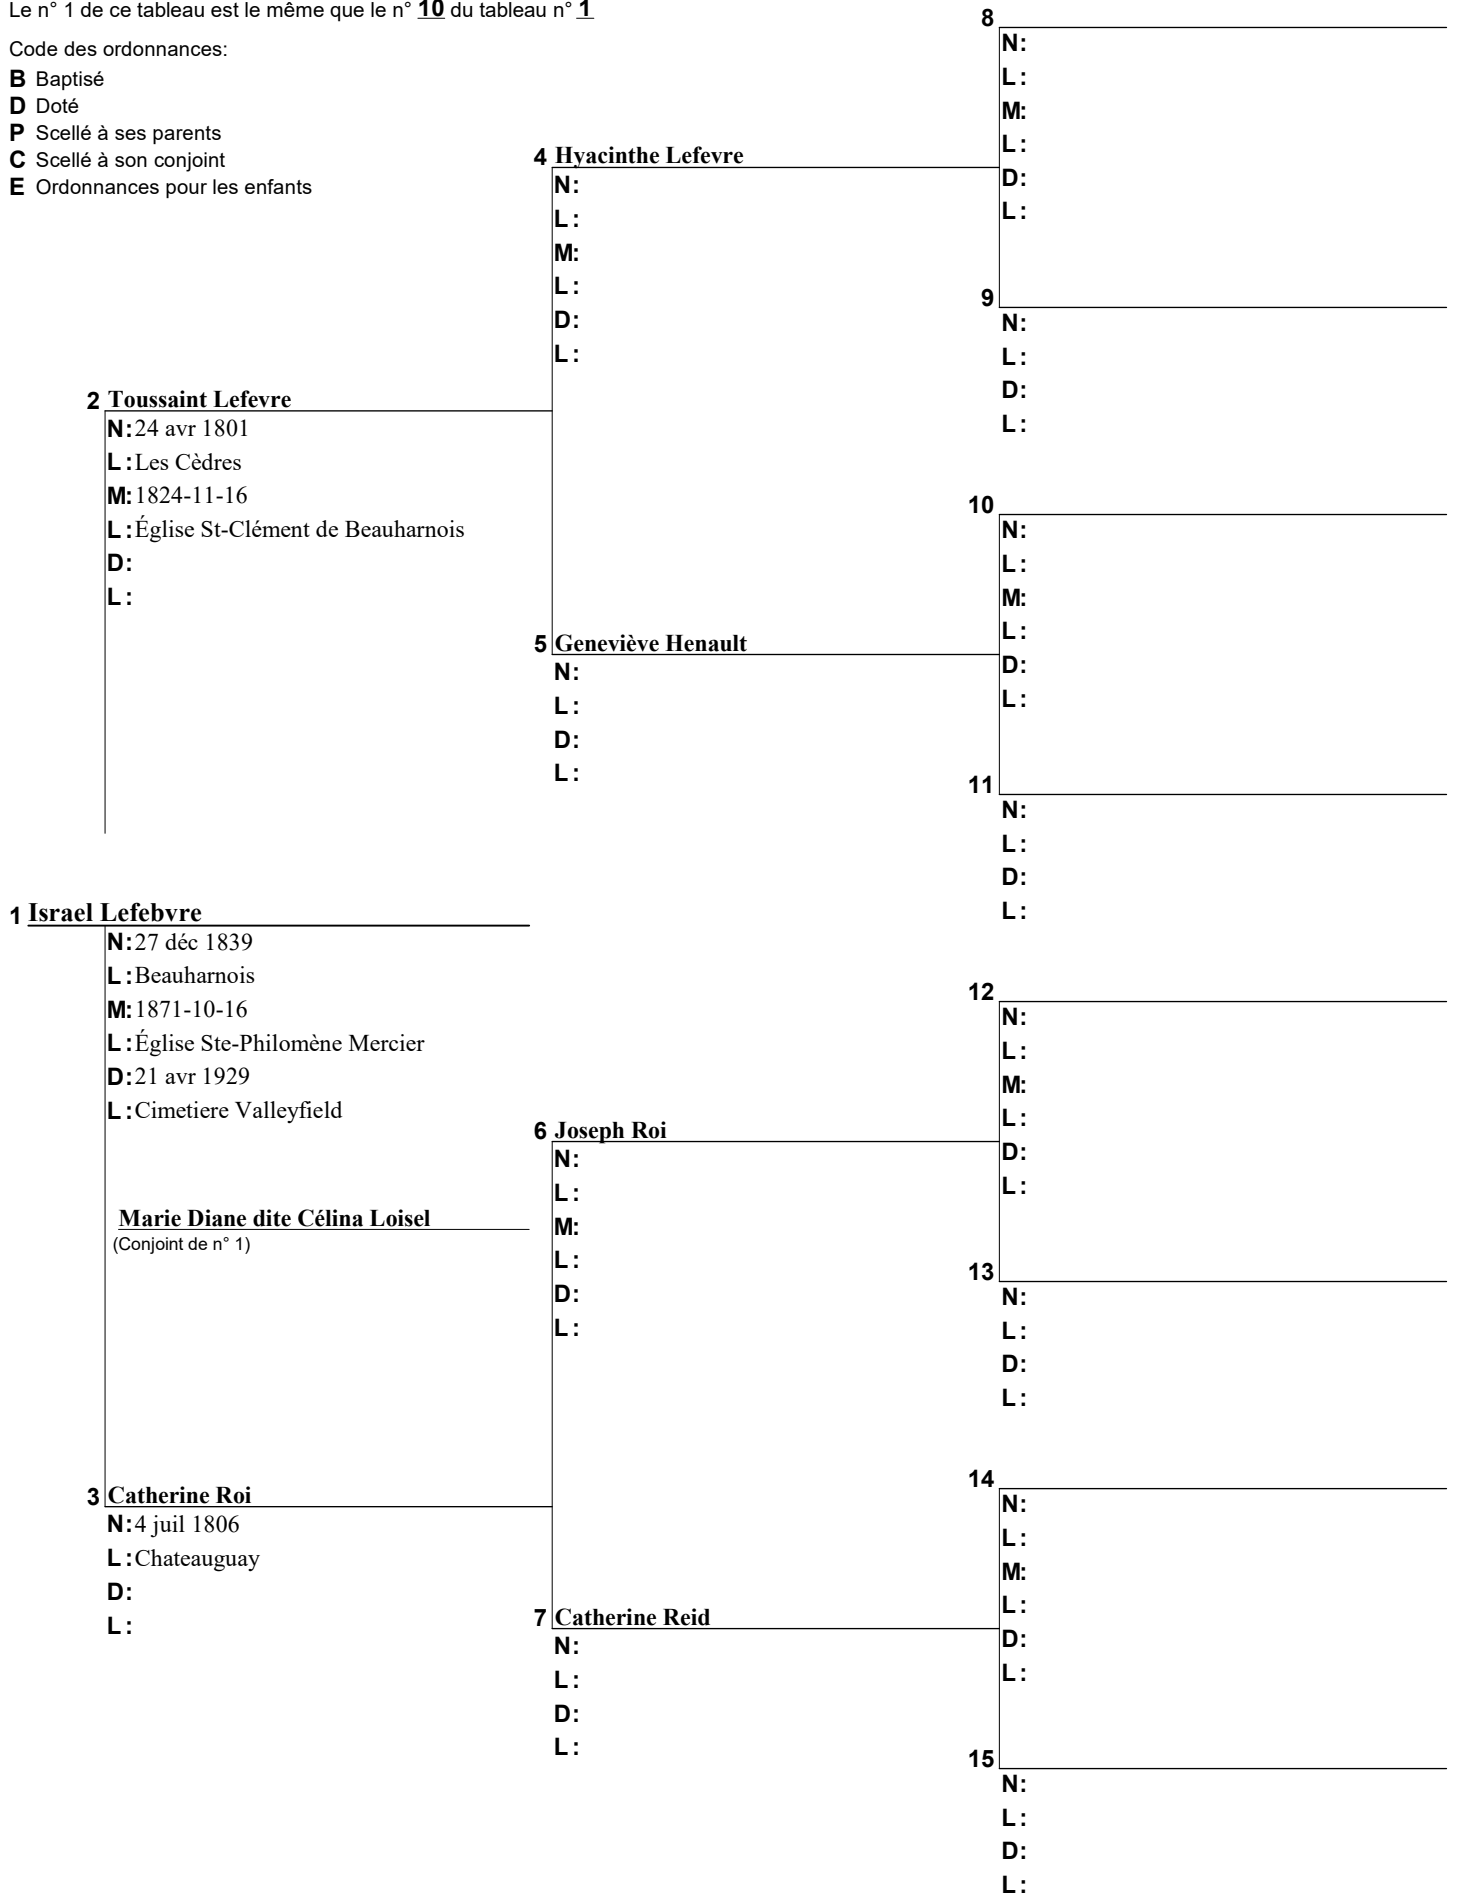 Le n° 1 de ce tableau est le même que le n° 10 du tableau n° 1
Code des ordonnances:
B Baptisé
D Doté
P Scellé à ses parents
C Scellé à son conjoint
E Ordonnances pour les enfants
8
N:
L:
M:
L:
D:
L:
4 Hyacinthe Lefevre
N:
L:
M:
L:
D:
L:
9
N:
L:
D:
L:
2 Toussaint Lefevre
N: 24 avr 1801
L: Les Cèdres
M: 1824-11-16
L: Église St-Clément de Beauharnois
D:
L:
10
N:
L:
M:
L:
D:
L:
5 Geneviève Henault
N:
L:
D:
L:
11
N:
L:
D:
L:
1 Israel Lefebvre
N: 27 déc 1839
L: Beauharnois
M: 1871-10-16
L: Église Ste-Philomène Mercier
D: 21 avr 1929
L: Cimetiere Valleyfield
Marie Diane dite Célina Loisel
(Conjoint de n° 1)
12
N:
L:
M:
L:
D:
L:
6 Joseph Roi
N:
L:
M:
L:
D:
L:
13
N:
L:
D:
L:
3 Catherine Roi
N: 4 juil 1806
L: Chateauguay
D:
L:
14
N:
L:
M:
L:
D:
L:
7 Catherine Reid
N:
L:
D:
L:
15
N:
L:
D:
L: